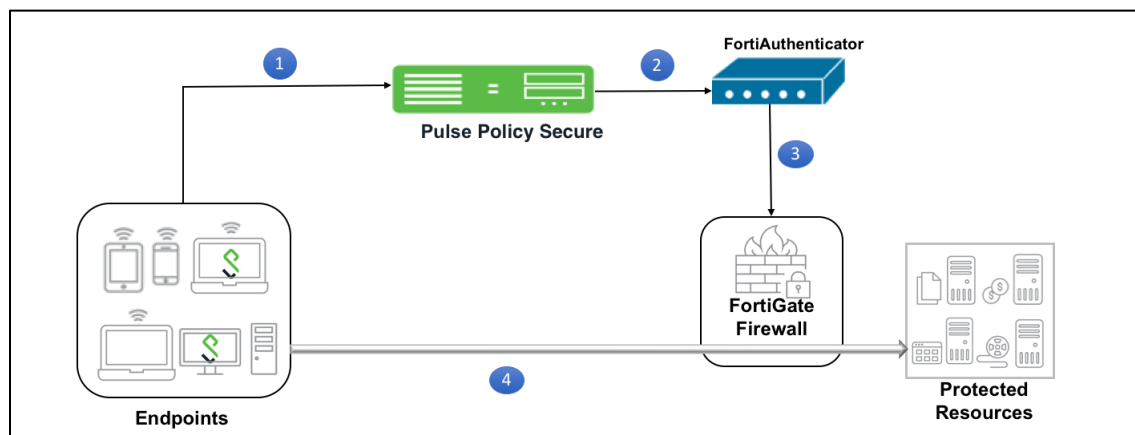 FortiAuthenticator
1
2
Pulse Policy Secure
3
FortiGate
Firewall
4
Endpoints
Protected
Resources